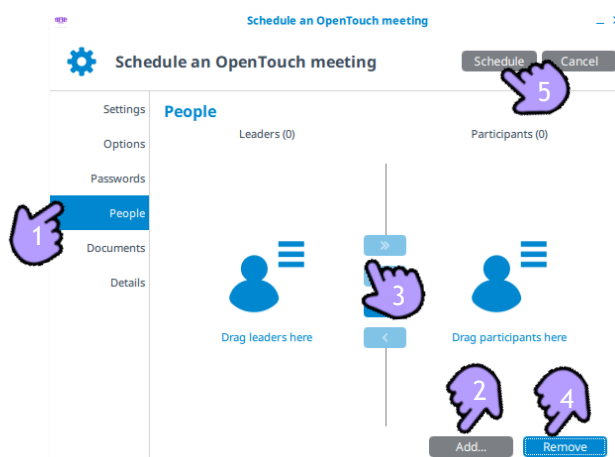 Schedule an OpenTouch meeting
Schedule an OpenTouch meeting
Schedule
Cancel
5
Settings
Options
Passwords
People
Documents
Details
1
People
Leaders (0)
Participants (0)
»
3
<
Drag leaders here
Drag participants here
2
4
Add...
Remove